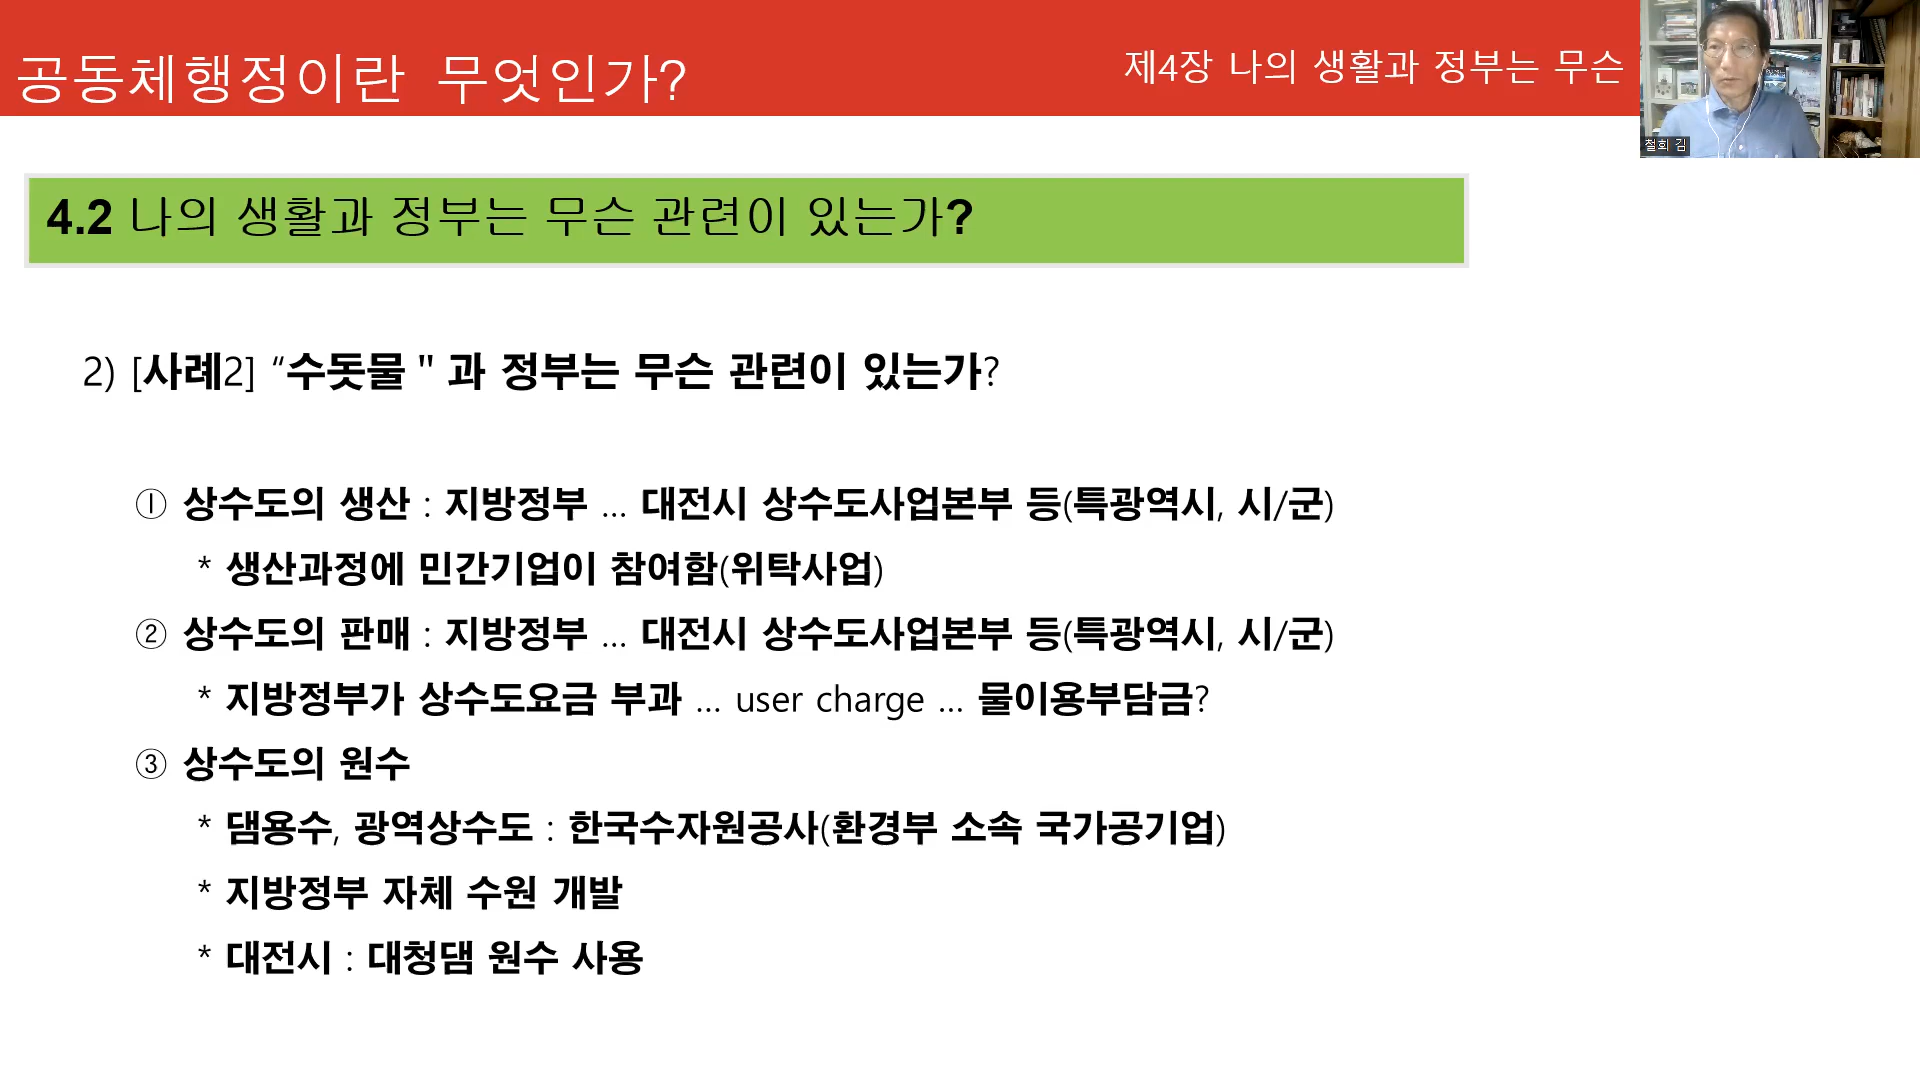 공동체행정이란 무엇인가?
제4장 나의 생활과 정부는 무슨
철회 김
4.2 나의 생활과 정부는 무슨 관련이 있는가?
2) [사례2] “수돗물 " 과 정부는 무슨 관련이 있는가?
① 상수도의 생산 : 지방정부 ... 대전시 상수도사업본부 등(특광역시, 시/군)
* 생산과정에 민간기업이 참여함(위탁사업)
② 상수도의 판매 : 지방정부 ... 대전시 상수도사업본부 등(특광역시, 시/군)
* 지방정부가 상수도요금 부과 ... user charge ... 물이용부담금?
③ 상수도의 원수
* 댐용수, 광역상수도 : 한국수자원공사(환경부 소속 국가공기업)
* 지방정부 자체 수원 개발
* 대전시 : 대청댐 원수 사용